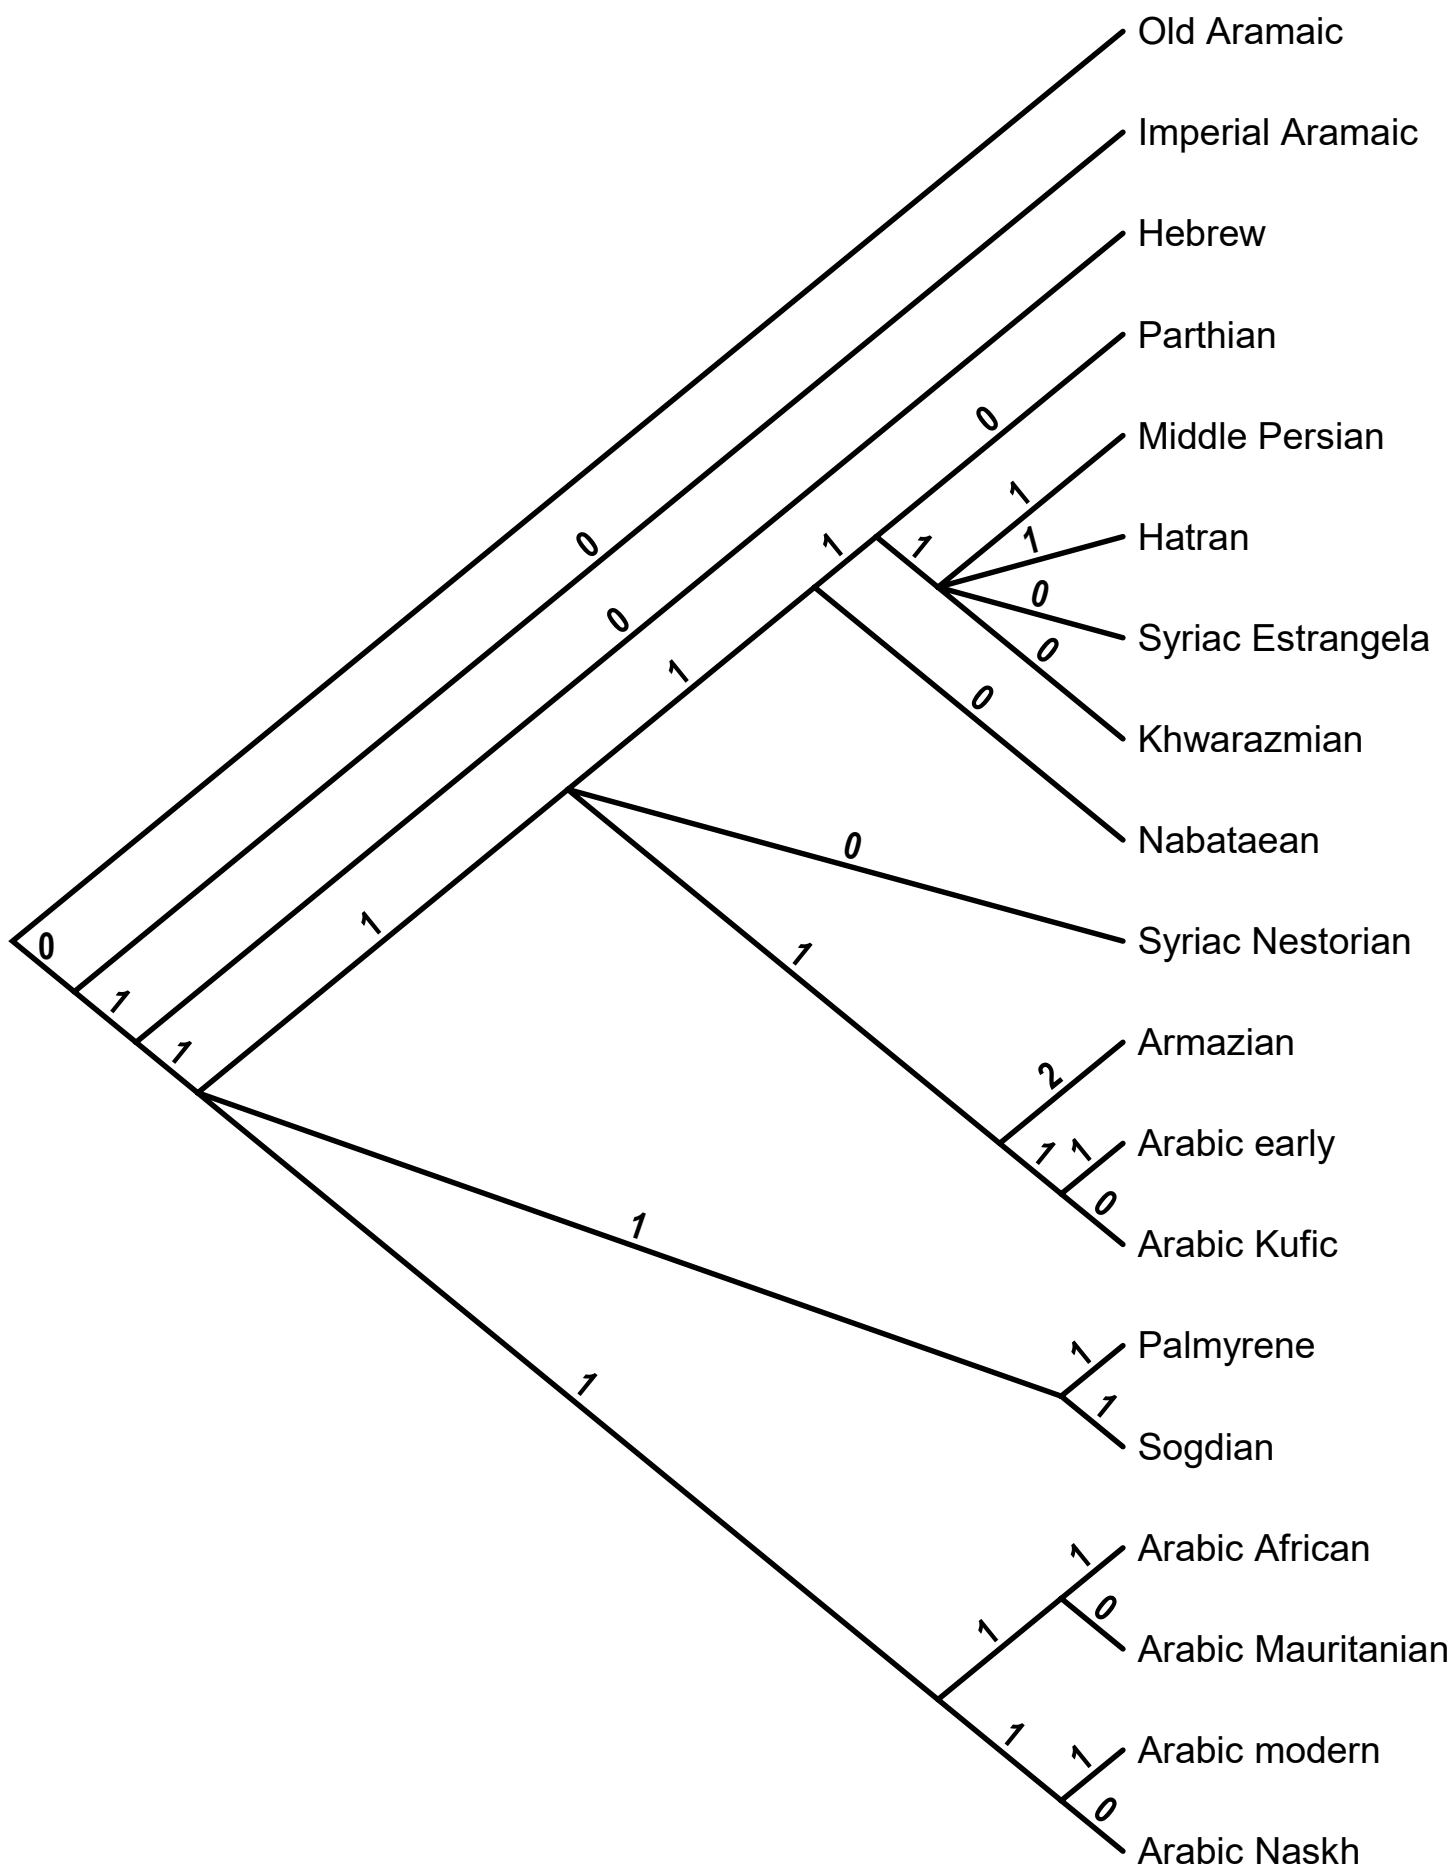 Old Aramaic
Imperial Aramaic
Hebrew
Parthian
0
Middle Persian
1
Hatran
1
0
1
1
0
Syriac Estrangela
0
0
1
0
Khwarazmian
0
Nabataean
0
1
Syriac Nestorian
0
1
1
Armazian
1
2
Arabic early
1
1
0
Arabic Kufic
1
Palmyrene
1
1
1
Sogdian
Arabic African
1
0
1
Arabic Mauritanian
1
Arabic modern
1
0
Arabic Naskh